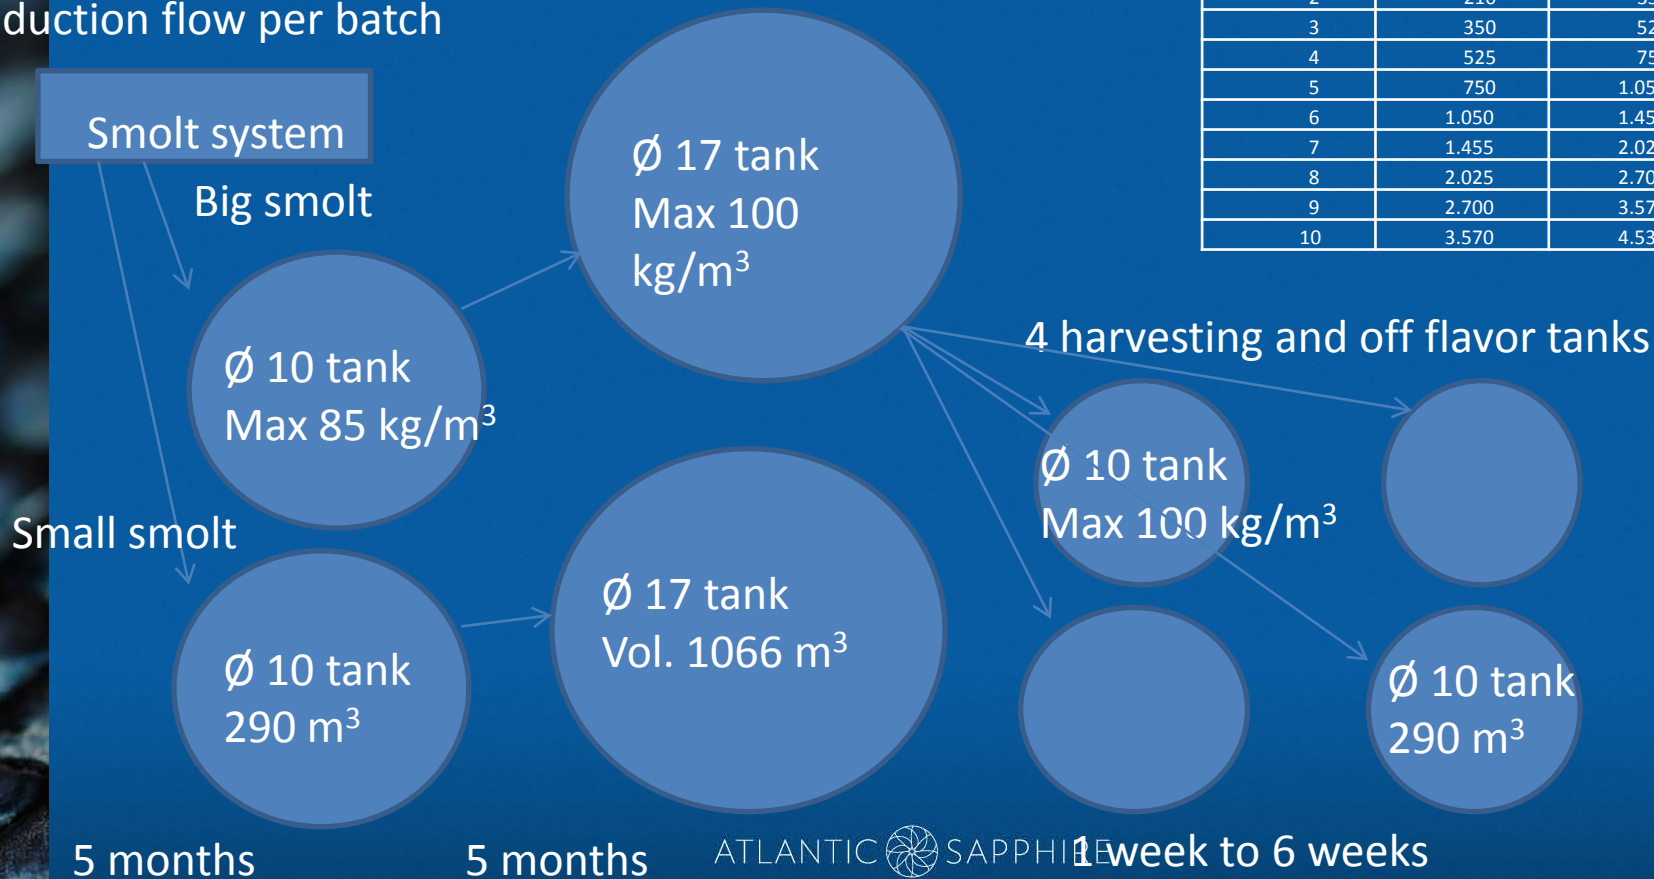 duction flow per batch
3 350
4 525
5 750
6 1.050
7 1.455
8 2.025
9 2.700
10 3.570
Smolt system
Big smolt
Ø 17 tank
Max 100
kg/m³
4 harvesting and off flavor tanks
Ø 10 tank
Max 85 kg/m³
Ø 10 tank
Max 100 kg/m³
Small smolt
Ø 17 tank
Vol. 1066 m³
Ø 10 tank
290 m³
Ø 10 tank
290 m³
5 months
5 months
ATLANTIC SAPPHIRE
1 week to 6 weeks